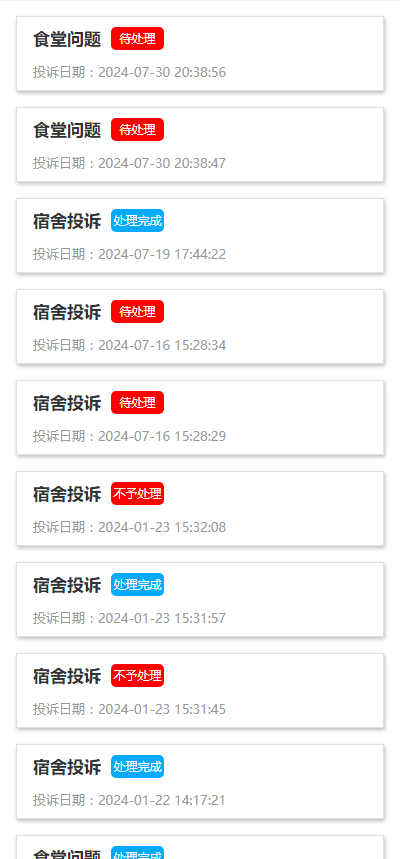 食堂问题 待处理
投诉日期：2024-07-30 20:38:56
食堂问题 待处理
投诉日期：2024-07-30 20:38:47
宿舍投诉 处理完成
投诉日期：2024-07-19 17:44:22
宿舍投诉 待处理
投诉日期：2024-07-16 15:28:34
宿舍投诉 待处理
投诉日期：2024-07-16 15:28:29
宿舍投诉 不予处理
投诉日期：2024-01-23 15:32:08
宿舍投诉 处理完成
投诉日期：2024-01-23 15:31:57
宿舍投诉 不予处理
投诉日期：2024-01-23 15:31:45
宿舍投诉 处理完成
投诉日期：2024-01-22 14:17:21
食堂问题 处理完成